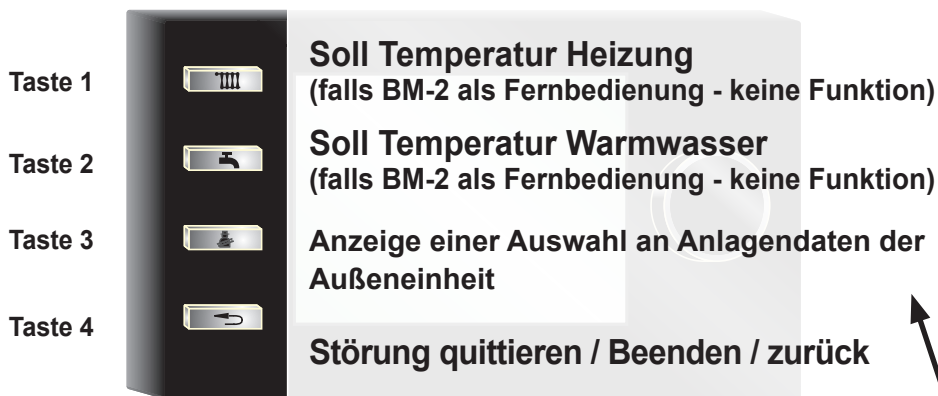 Taste 1
Soll Temperatur Heizung
(falls BM-2 als Fernbedienung - keine Funktion)
Taste 2
Soll Temperatur Warmwasser
(falls BM-2 als Fernbedienung - keine Funktion)
Taste 3
Anzeige einer Auswahl an Anlagendaten der
Außeneinheit
Taste 4
Störung quittieren / Beenden / zurück